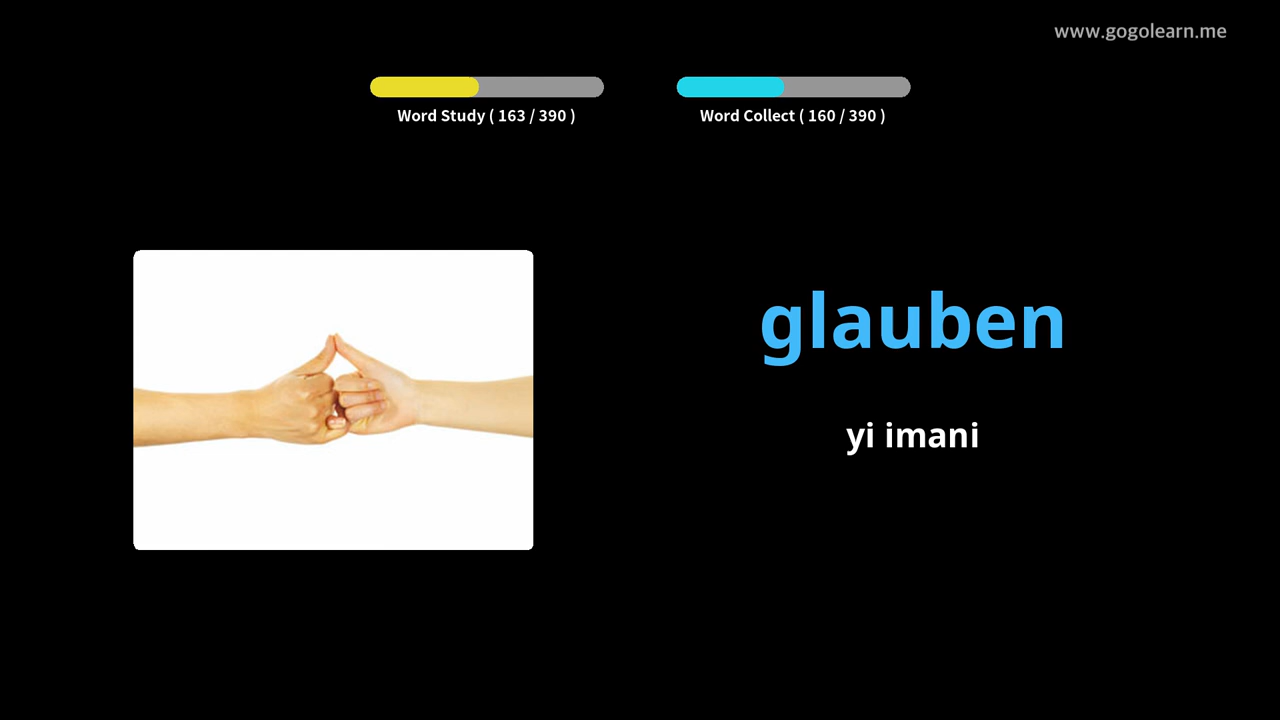 www.gogolearn.me
Word Study ( 163 / 390 )
Word Collect ( 160 / 390 )
glauben
yi imani